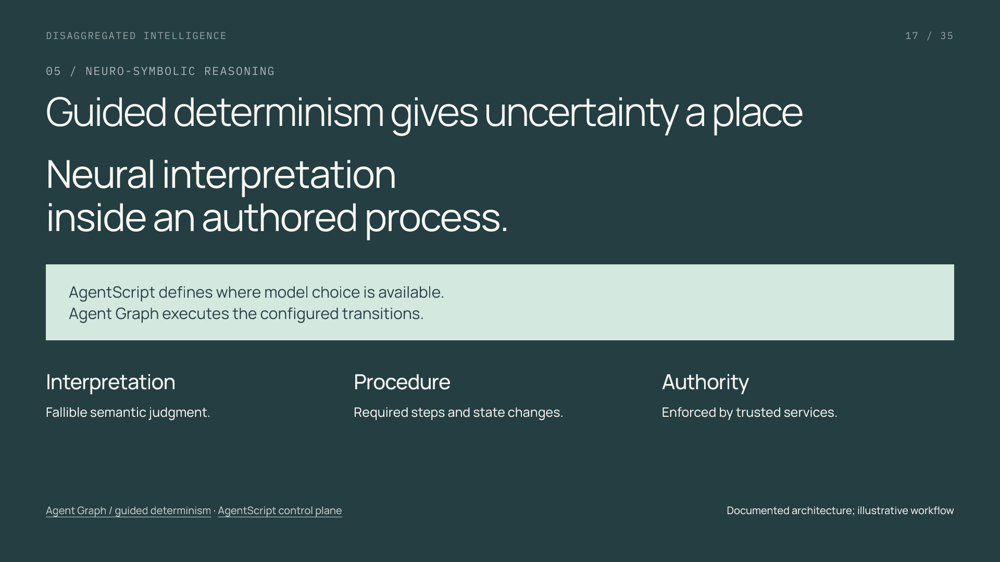 DISAGGREGATED INTELLIGENCE
17 / 35
05 / NEURO-SYMBOLIC REASONING
Guided determinism gives uncertainty a place
Neural interpretation
inside an authored process.
AgentScript defines where model choice is available.
Agent Graph executes the configured transitions.
Interpretation
Fallible semantic judgment.
Procedure
Required steps and state changes.
Authority
Enforced by trusted services.
Agent Graph / guided determinism · AgentScript control plane
Documented architecture; illustrative workflow